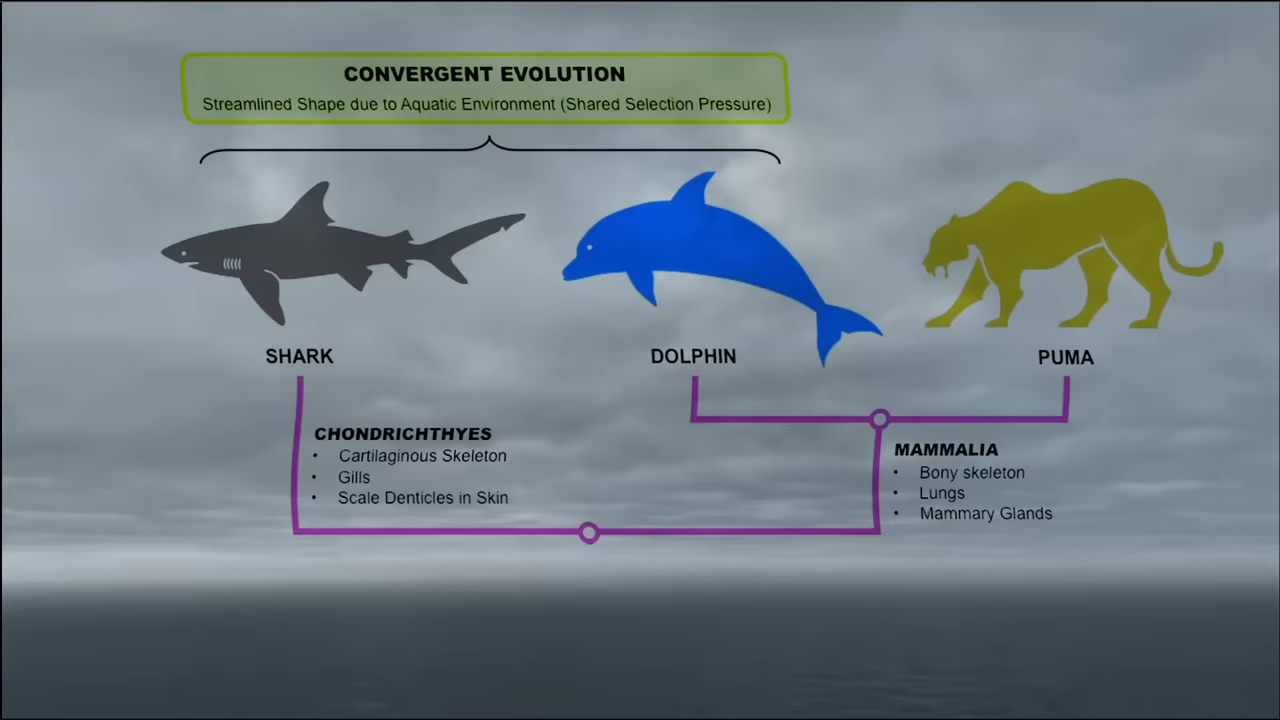 CONVERGENT EVOLUTION
Streamlined Shape due to Aquatic Environment (Shared Selection Pressure)
SHARK
DOLPHIN
PUMA
CHONDRICHTHYES
• Cartilaginous Skeleton
• Gills
• Scale Denticles in Skin
MAMMALIA
• Bony skeleton
• Lungs
• Mammary Glands